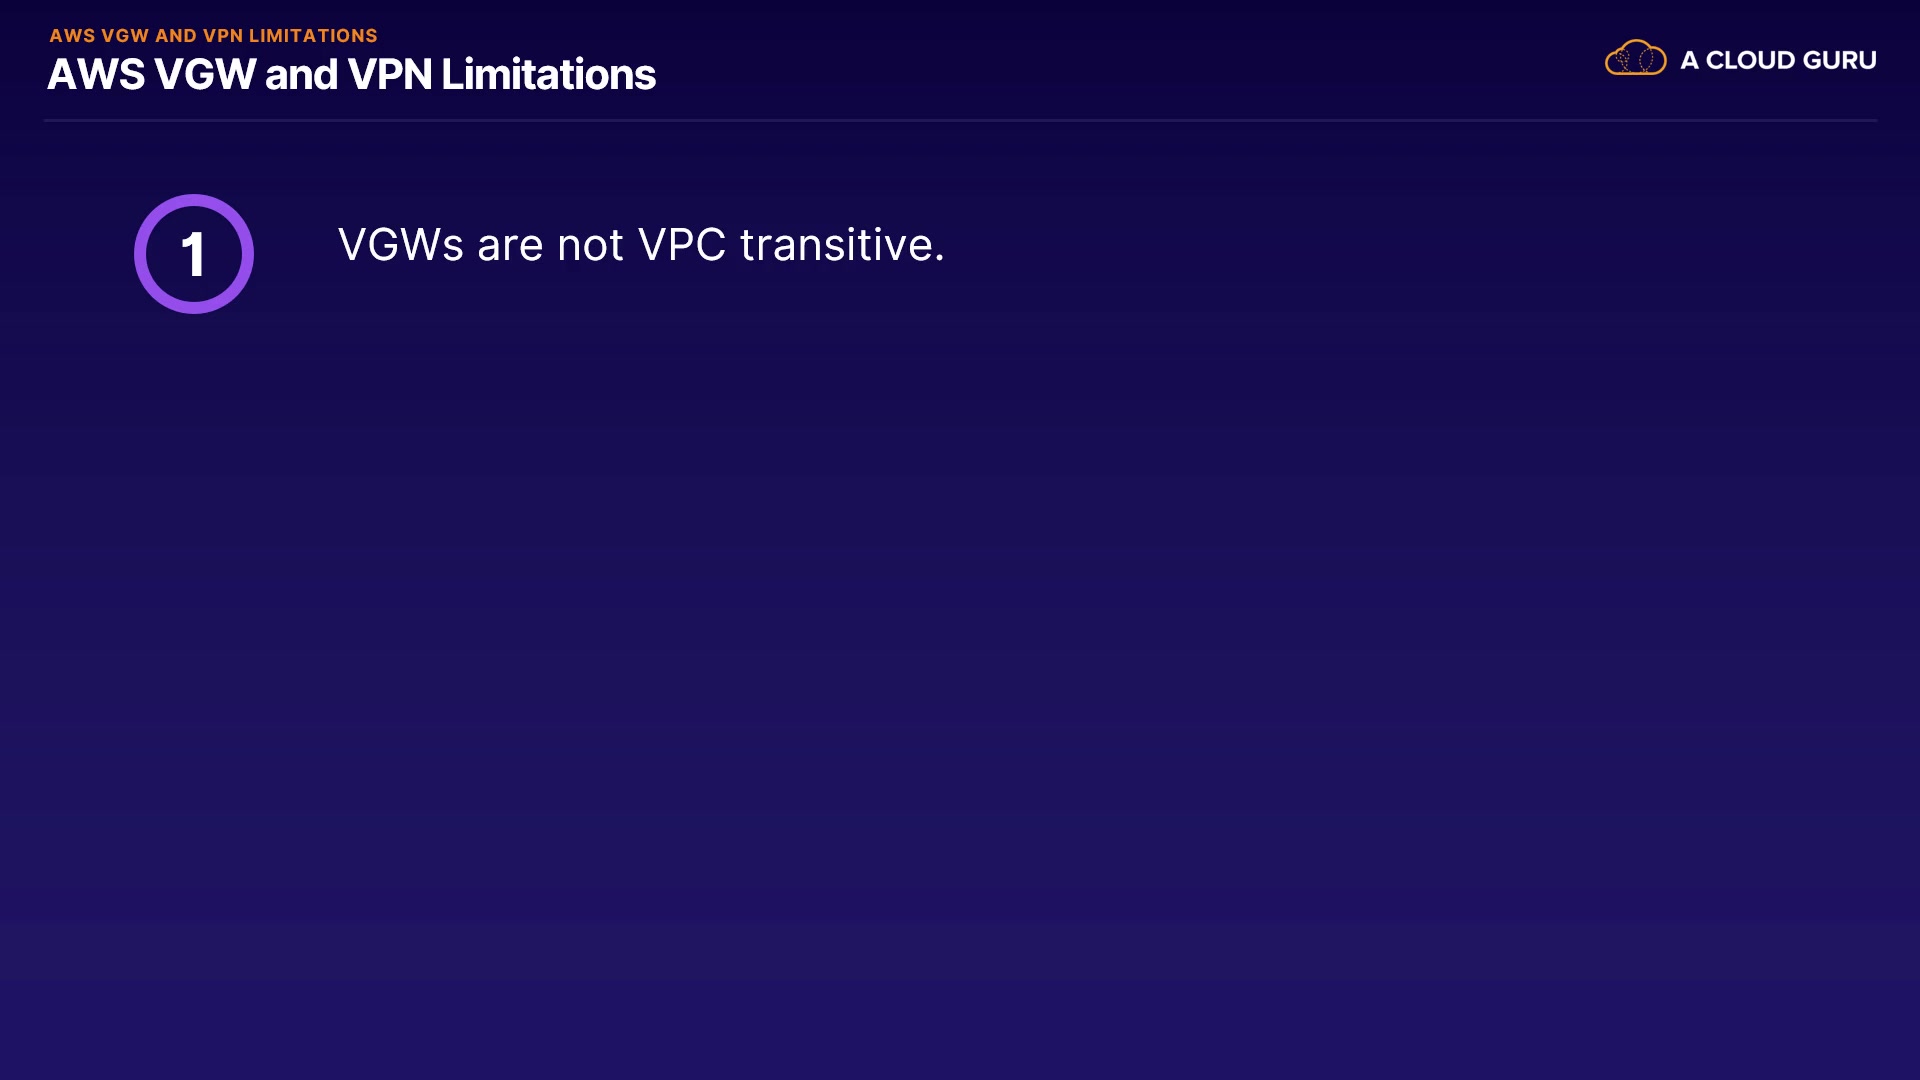 AWS VGW AND VPN LIMITATIONS
AWS VGW and VPN Limitations
A CLOUD GURU
1
VGWs are not VPC transitive.